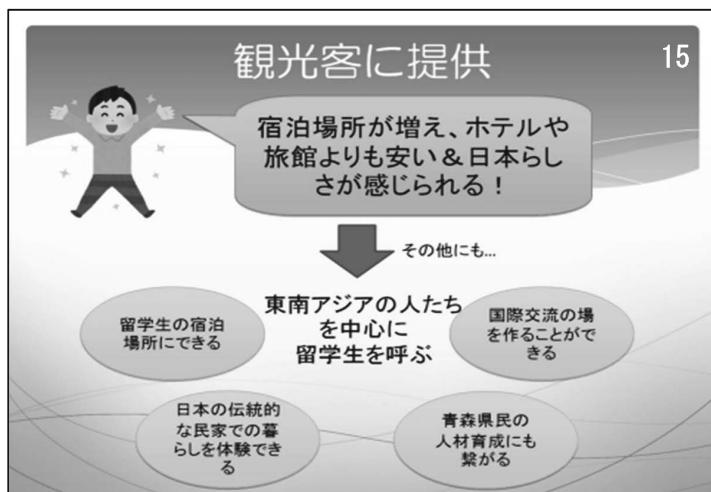 観光客に提供
15
宿泊場所が増え、ホテルや
旅館よりも安い＆日本らし
さが感じられる！
その他にも...
東南アジアの人たち
を中心に
留学生を呼ぶ
留学生の宿泊
場所にできる
国際交流の場
を作ることがで
きる
日本の伝統的
な民家での暮
らしを体験でき
る
青森県民の
人材育成にも
繋がる